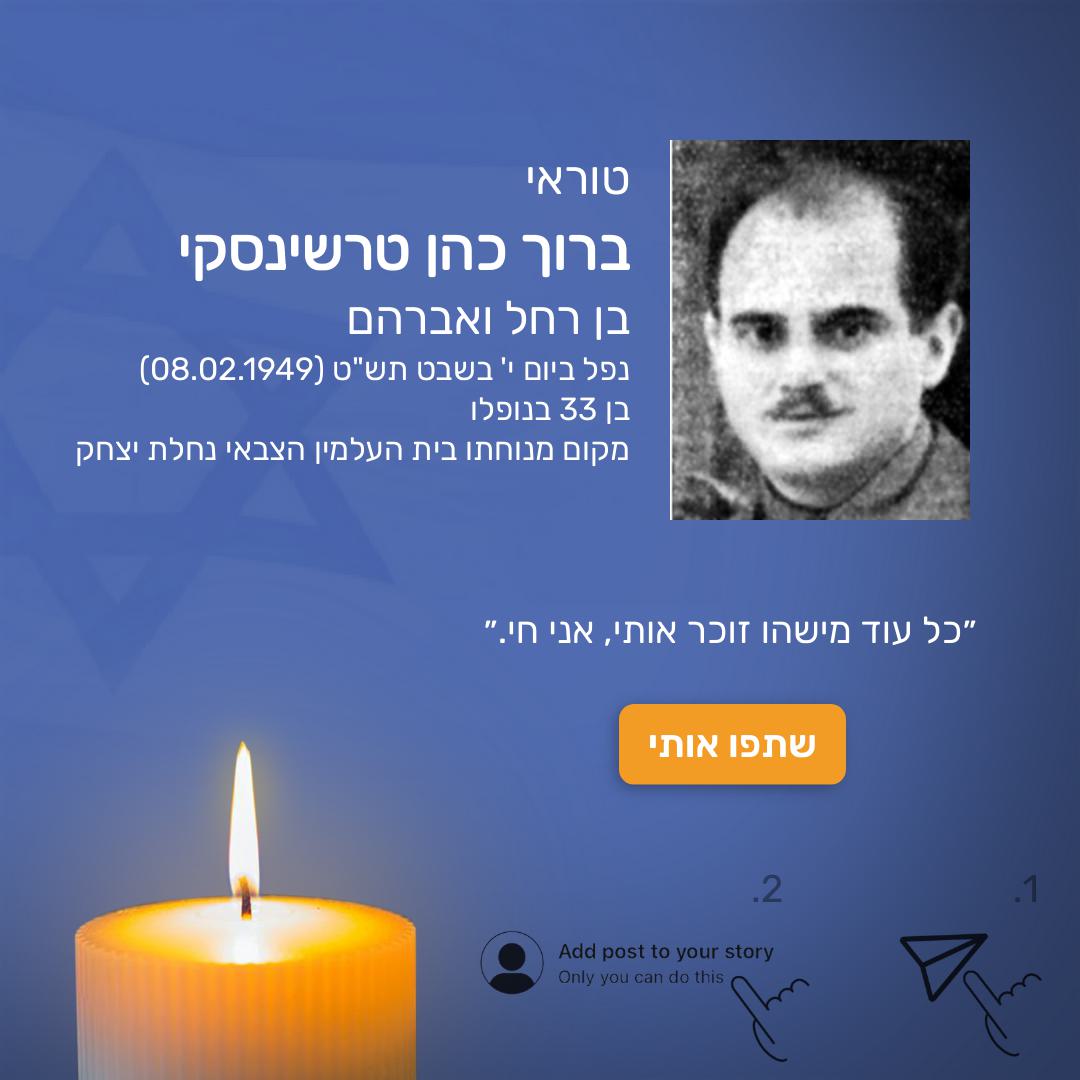 טוראי
ברוך כהן טרשינסקי
בן רחל ואברהם
נפל ביום י' בשבט תש"ט (08.02.1949)
בן 33 בנופלו
מקום מנוחתו בית העלמין הצבאי נחלת יצחק
״כל עוד מישהו זוכר אותי, אני חי.״
שתפו אותי
1.
2.
Add post to your story
Only you can do this